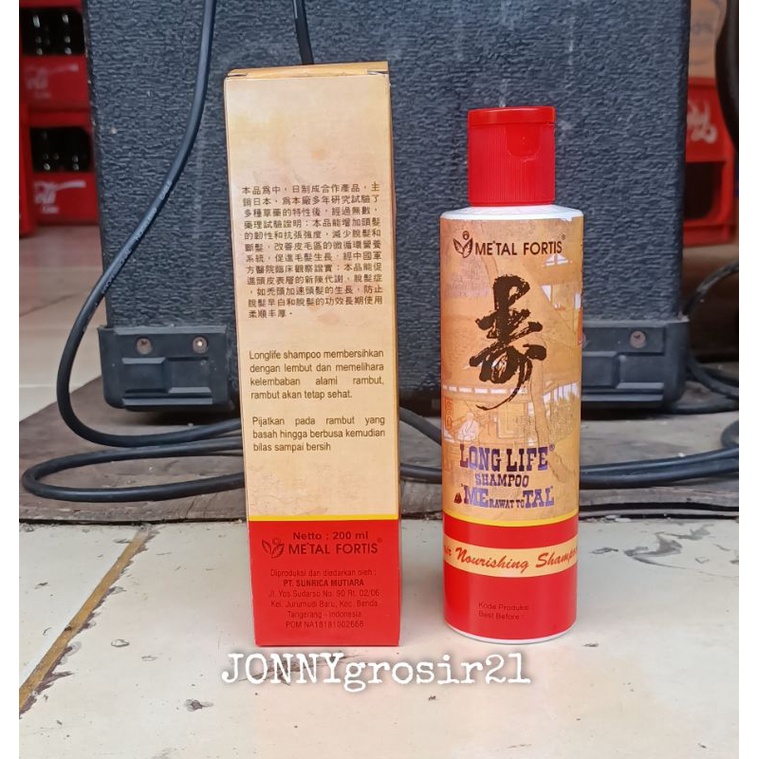 本品爲中，日制成合作產品，主
銷日本，爲本廠多年研究試驗了
多種草藥的特性後，經過無數，
藥理試驗證明：本品能增加頭髮
的韌性和抗張強度，減少脫髮和
斷髮，改善皮毛區的微循環營養
系統，促進毛髮生長，經中國軍
方醫院臨床觀察證實：本品能促
進頭皮表層的新陳代謝，脫髮症
，如禿頭加速頭髮的生長，防止
脫髮早白和脫髮的功效長期使用
柔順丰厚。
Longlife shampoo membersihkan
dengan lembut dan memelihara
kelembaban alami rambut,
rambut akan tetap sehat.
Pijatkan pada rambut yang
basah hingga berbusa kemudian
bilas sampai bersih
Netto : 200 ml
METAL FORTIS®
Diproduksi dan diedarkan oleh :
PT. SUNRICA MUTIARA
Jl. Yos Sudarso No. 90 Rt. 02/06
Kel. Jurumudi Baru, Kec. Benda
Tangerang – Indonesia
POM NA18181002668
METAL FORTIS®
寿
LONG LIFE®
SHAMPOO
"MERAWAT TOTAL"
Nourishing Shampoo
Kode Produksi :
Best Before :
JONNYgrosir21